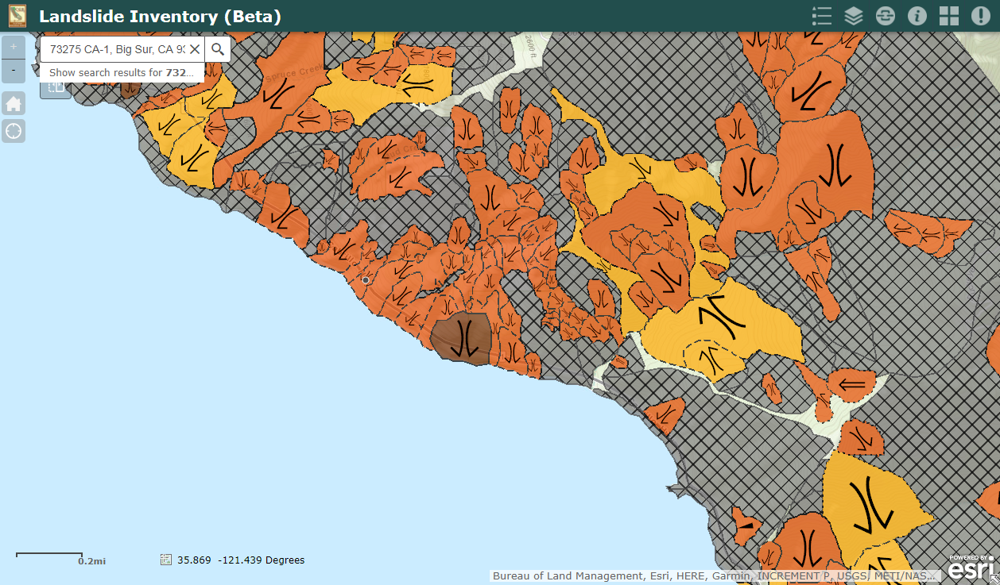 Landslide Inventory (Beta)
+
-
73275 CA-1, Big Sur, CA 93
Show search results for 732...
Spruce Creek
2600 ft
0.2mi
35.869 -121.439 Degrees
Bureau of Land Management, Esri, HERE, Garmin, INCREMENT P, USGS, METI/NAS...
POWERED BY
esri